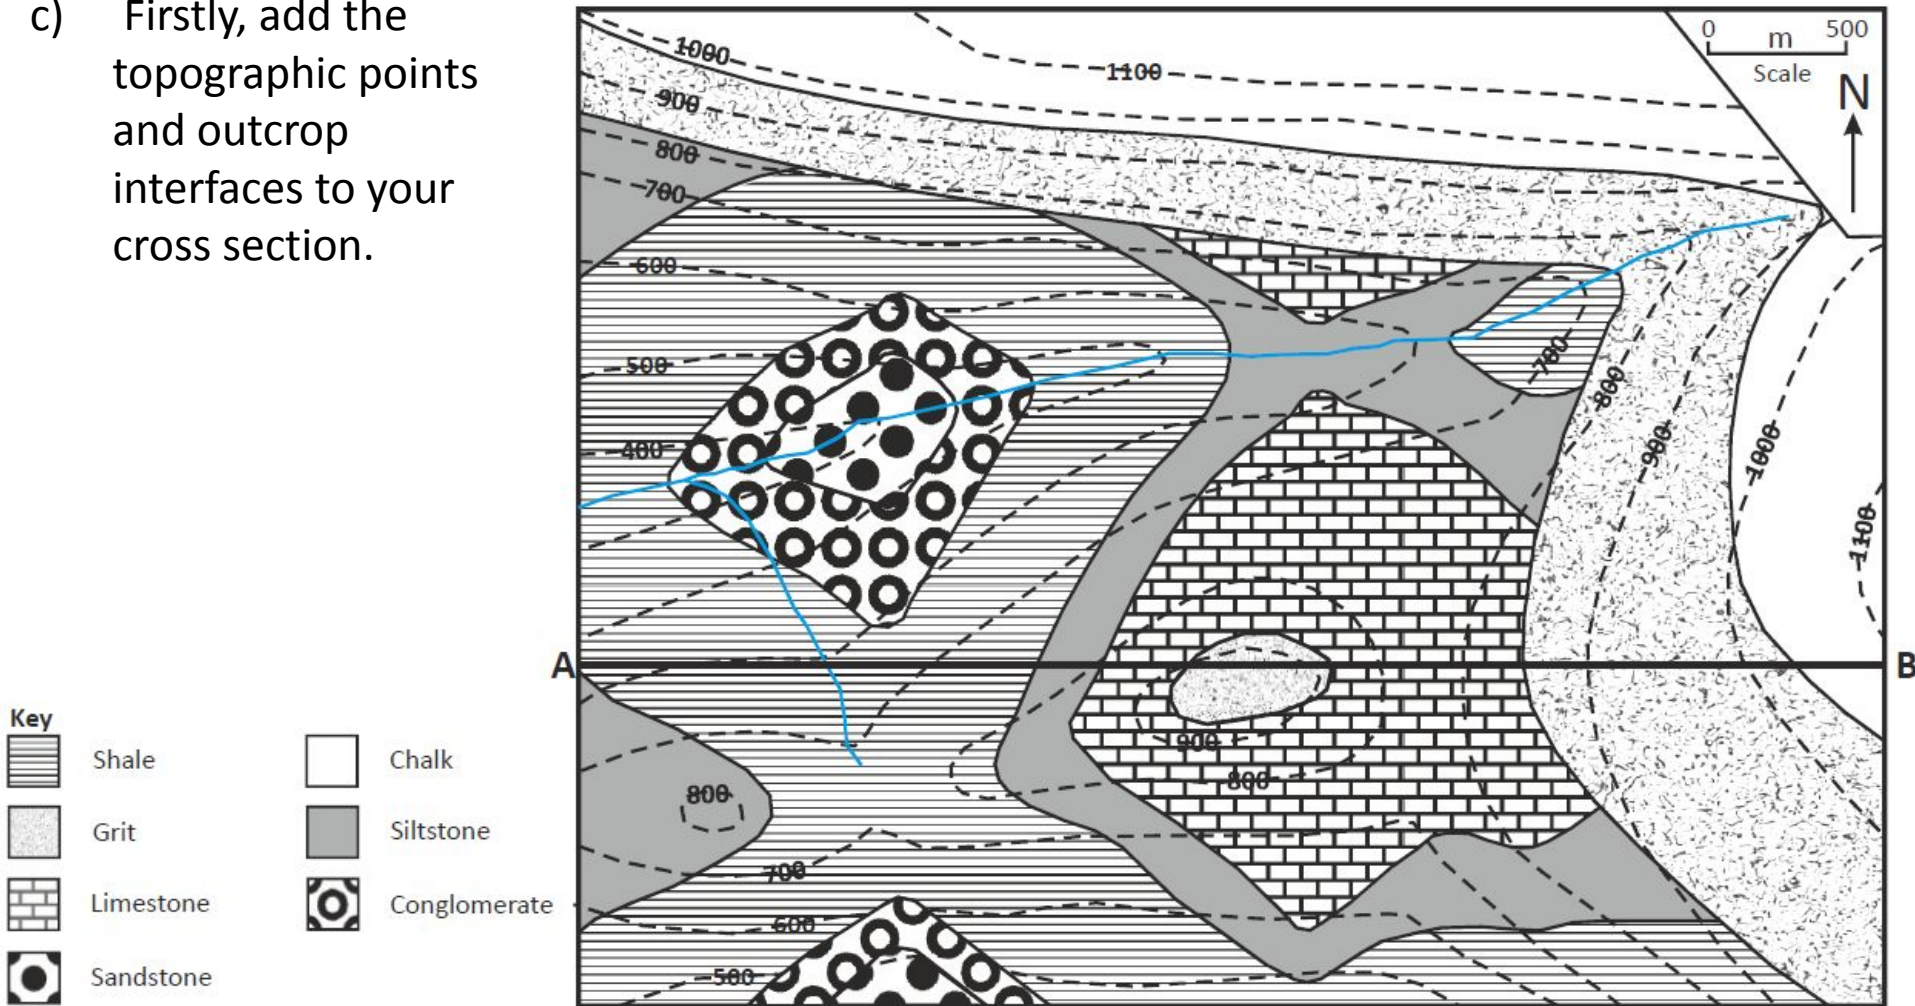 c) Firstly, add the
topographic points
and outcrop
interfaces to your
cross section.
0 m 500
Scale
N
1000
1100
900
800
700
600
500
400
700
800
900
1000
1100
A
B
900
800
800
700
600
500
Key
Shale
Chalk
Grit
Siltstone
Limestone
Conglomerate
Sandstone